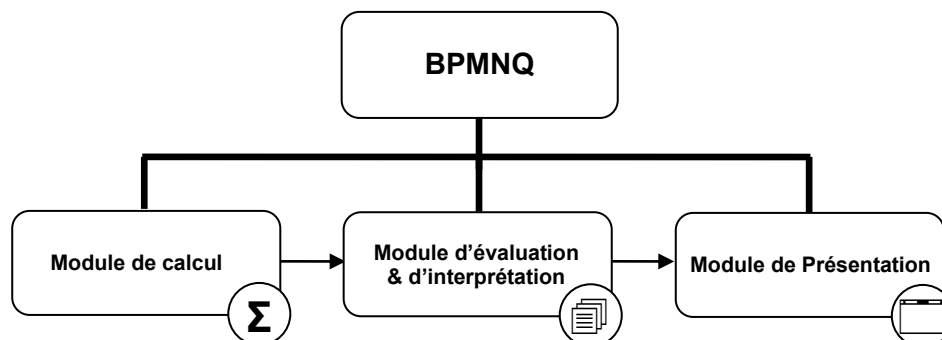 BPMNQ
Module de calcul
Module d'évaluation
& d'interprétation
Module de Présentation
Σ